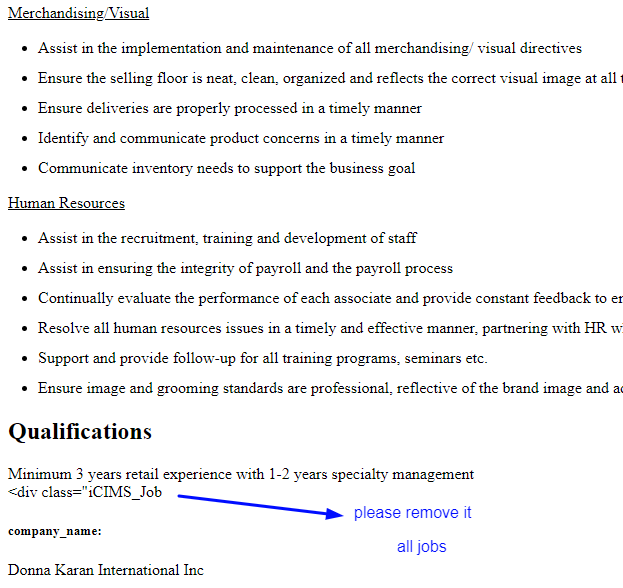 Merchandising/Visual
Assist in the implementation and maintenance of all merchandising/ visual directives
Ensure the selling floor is neat, clean, organized and reflects the correct visual image at all t
Ensure deliveries are properly processed in a timely manner
Identify and communicate product concerns in a timely manner
Communicate inventory needs to support the business goal
Human Resources
Assist in the recruitment, training and development of staff
Assist in ensuring the integrity of payroll and the payroll process
Continually evaluate the performance of each associate and provide constant feedback to er
Resolve all human resources issues in a timely and effective manner, partnering with HR wi
Support and provide follow-up for all training programs, seminars etc.
Ensure image and grooming standards are professional, reflective of the brand image and ac
Qualifications
Minimum 3 years retail experience with 1-2 years specialty management
<div class="iCIMS_Job
please remove it
company_name:
all jobs
Donna Karan International Inc